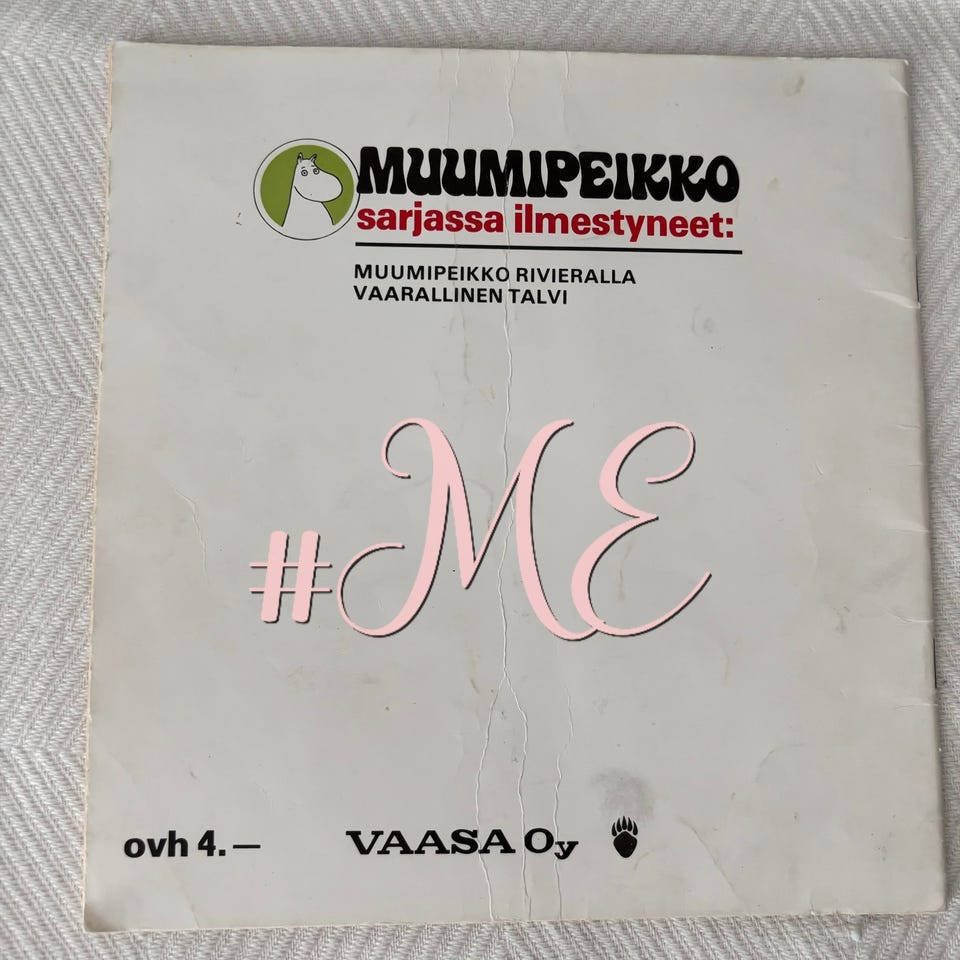 MUUMIPEIKKO
sarjassa ilmestyneet:
MUUMIPEIKKO RIVIERALLA
VAARALLINEN TALVI
#ME
ovh 4.— VAASA Oy